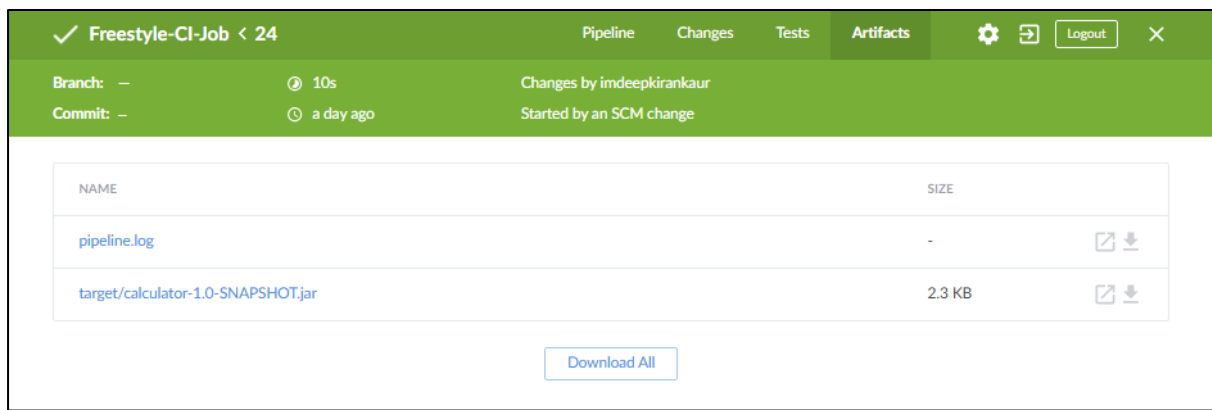 Freestyle-CI-Job < 24 Pipeline Changes Tests Artifacts Logout
Branch: — 10s Changes by imdeepkirankaur
Commit: – a day ago Started by an SCM change
NAME SIZE
pipeline.log -
target/calculator-1.0-SNAPSHOT.jar 2.3 KB
Download All